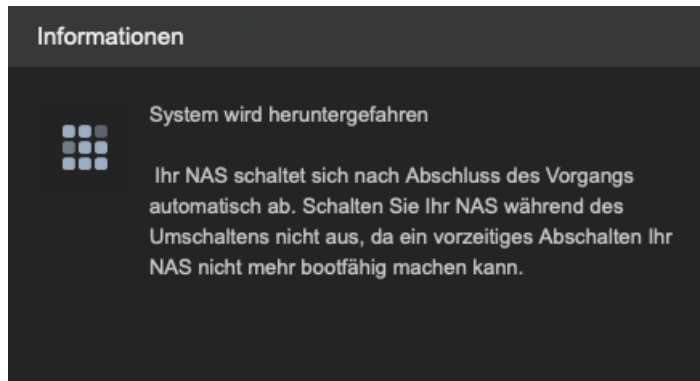 Informationen
System wird heruntergefahren
Ihr NAS schaltet sich nach Abschluss des Vorgangs
automatisch ab. Schalten Sie Ihr NAS während des
Umschaltens nicht aus, da ein vorzeitiges Abschalten Ihr
NAS nicht mehr bootfähig machen kann.